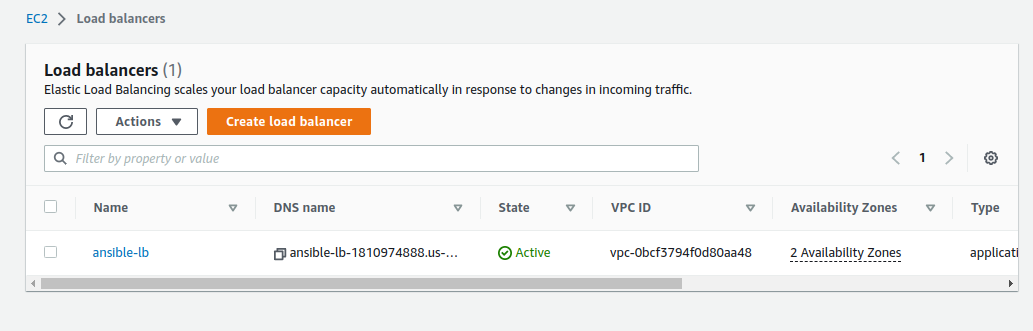 EC2 > Load balancers
Load balancers (1)
Elastic Load Balancing scales your load balancer capacity automatically in response to changes in incoming traffic.
Actions Create load balancer
Filter by property or value 1
Name DNS name State VPC ID Availability Zones Type
ansible-lb ansible-lb-1810974888.us-... Active vpc-0bcf3794f0d80aa48 2 Availability Zones applicati